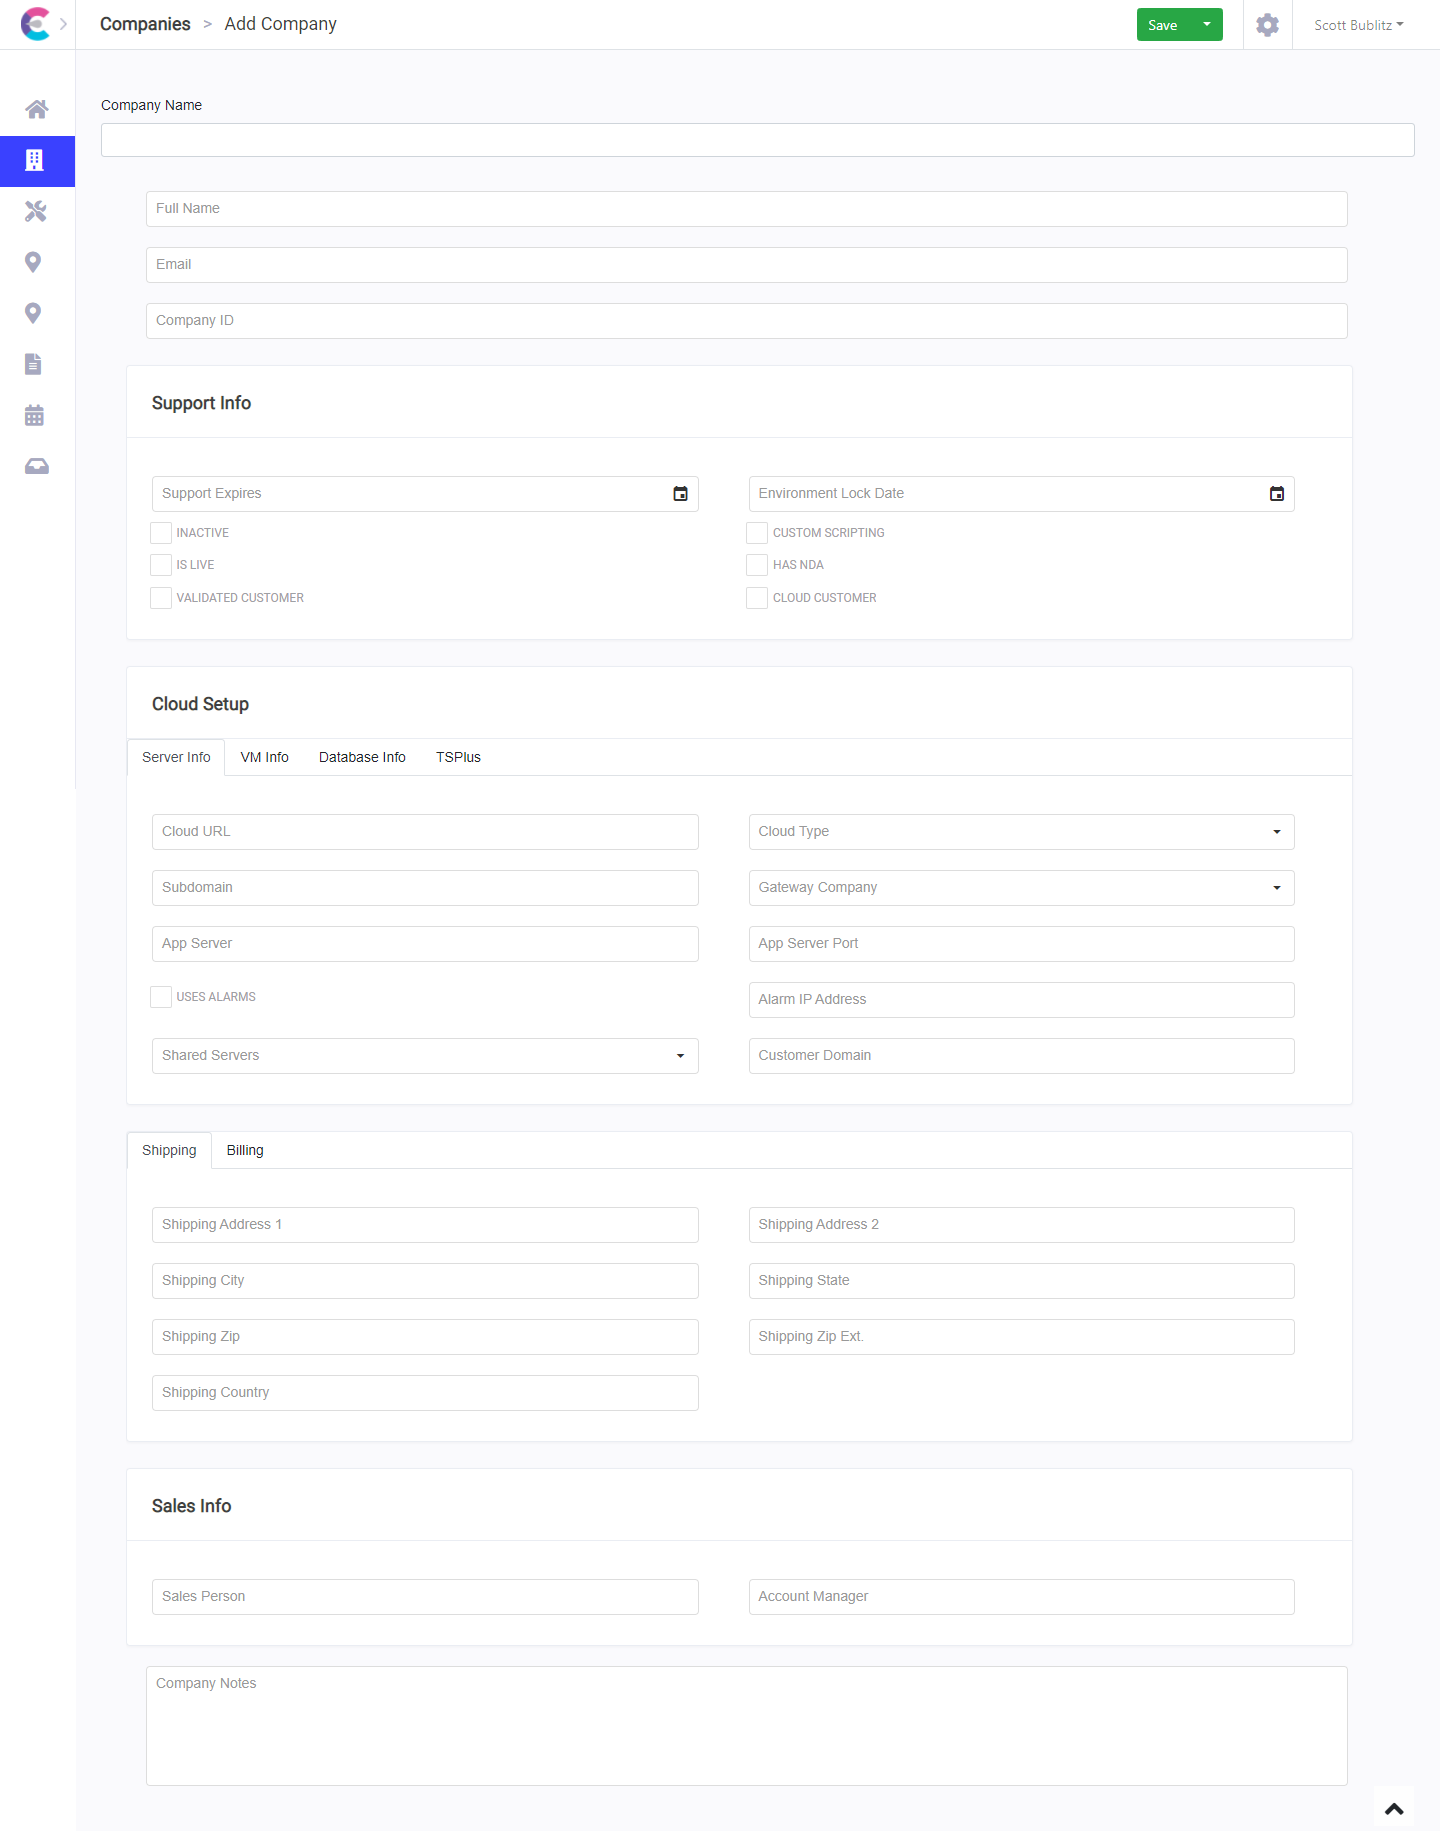 Companies > Add Company
Save
Scott Bublitz
Company Name
Full Name
Email
Company ID
Support Info
Support Expires
Environment Lock Date
INACTIVE
CUSTOM SCRIPTING
IS LIVE
HAS NDA
VALIDATED CUSTOMER
CLOUD CUSTOMER
Cloud Setup
Server Info
VM Info
Database Info
TSPlus
Cloud URL
Cloud Type
Subdomain
Gateway Company
App Server
App Server Port
USES ALARMS
Alarm IP Address
Shared Servers
Customer Domain
Shipping
Billing
Shipping Address 1
Shipping Address 2
Shipping City
Shipping State
Shipping Zip
Shipping Zip Ext.
Shipping Country
Sales Info
Sales Person
Account Manager
Company Notes